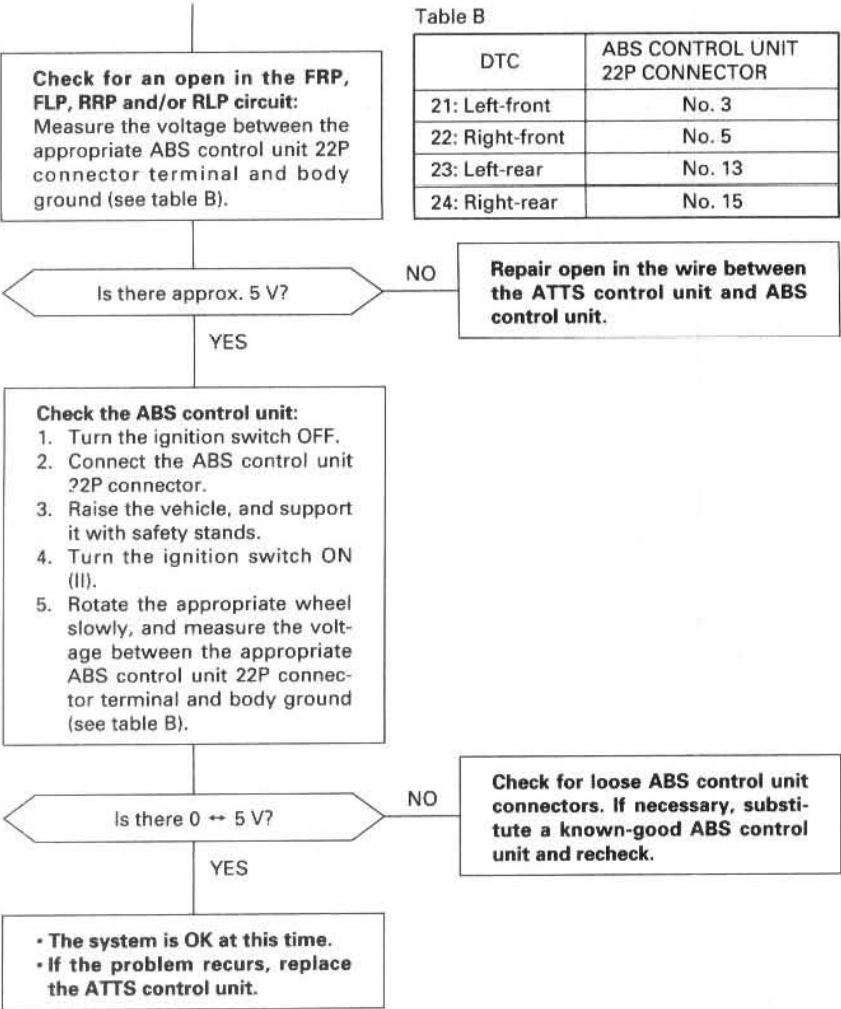 Table B
DTC
ABS CONTROL UNIT
22P CONNECTOR
21: Left-front
No. 3
22: Right-front
No. 5
23: Left-rear
No. 13
24: Right-rear
No. 15
Check for an open in the FRP,
FLP, RRP and/or RLP circuit:
Measure the voltage between the
appropriate ABS control unit 22P
connector terminal and body
ground (see table B).
Is there approx. 5 V?
NO
Repair open in the wire between
the ATTS control unit and ABS
control unit.
YES
Check the ABS control unit:
1. Turn the ignition switch OFF.
2. Connect the ABS control unit
22P connector.
3. Raise the vehicle, and support
it with safety stands.
4. Turn the ignition switch ON
(II).
5. Rotate the appropriate wheel
slowly, and measure the volt-
age between the appropriate
ABS control unit 22P connec-
tor terminal and body ground
(see table B).
Is there 0 ↔ 5 V?
NO
Check for loose ABS control unit
connectors. If necessary, substi-
tute a known-good ABS control
unit and recheck.
YES
· The system is OK at this time.
· If the problem recurs, replace
the ATTS control unit.